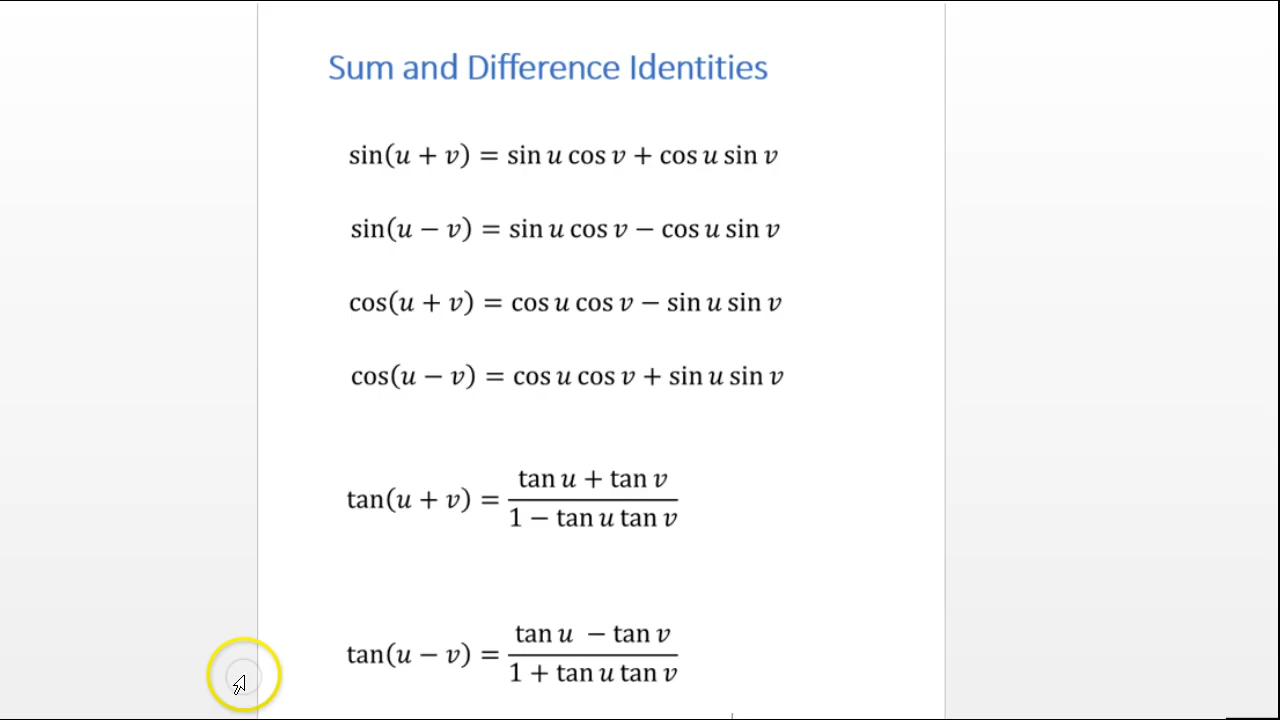 Sum and Difference Identities
sin(u + v) = sin u cos v + cos u sin v
sin(u − v) = sin u cos v − cos u sin v
cos(u + v) = cos u cos v − sin u sin v
cos(u − v) = cos u cos v + sin u sin v
tan(u + v) = (tan u + tan v) / (1 − tan u tan v)
tan(u − v) = (tan u − tan v) / (1 + tan u tan v)